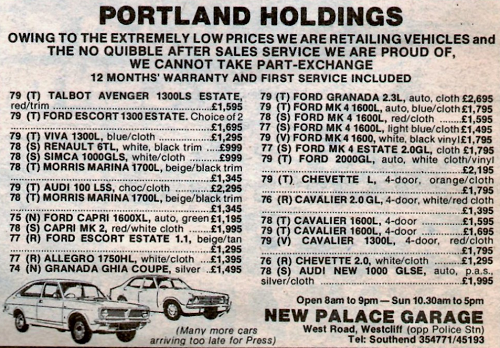 PORTLAND HOLDINGS
OWING TO THE EXTREMELY LOW PRICES WE ARE RETAILING VEHICLES and
THE NO QUIBBLE AFTER SALES SERVICE WE ARE PROUD OF,
WE CANNOT TAKE PART-EXCHANGE
12 MONTHS' WARRANTY AND FIRST SERVICE INCLUDED
79 (T) TALBOT AVENGER 1300LS ESTATE,
red/trim £1,595
79 (T) FORD ESCORT 1300 ESTATE. Choice of 2
£1,695
79 (T) VIVA 1300L, blue/cloth £1,295
78 (S) RENAULT 6TL, white, black trim £999
78 (S) SIMCA 1000GLS, white/cloth £999
78 (T) MORRIS MARINA 1700L, beige/black trim
£1,345
79 (T) AUDI 100 L5S, choc/cloth £2,295
78 (T) MORRIS MARINA 1700L, beige/black trim
£1,345
75 (N) FORD CAPRI 1600XL, auto, green £1,195
78 (S) CAPRI MK 2, red/white cloth £1,995
77 (R) FORD ESCORT ESTATE 1.1, beige/tan
£1,295
77 (R) ALLEGRO 1750HL, white/cloth £1,395
74 (N) GRANADA GHIA COUPE, silver £1,495
79 (T) FORD GRANADA 2.3L, auto, cloth £2,695
78 (T) FORD MK 4 1600L, auto, blue/cloth £1,795
78 (S) FORD MK 4 1600L, red/cloth £1,795
77 (S) FORD MK 4 1600L, light blue/cloth £1,495
79 (V) FORD MK 4 1600, white, black vinyl £1,795
77 (S) FORD MK 4 ESTATE 2.0GL, cloth £1,795
79 (T) FORD 2000GL, auto, white cloth/vinyl
£2,195
79 (T) CHEVETTE L, 4-door, orange/cloth
£1,795
76 (R) CAVALIER 2.0 GL, 4-door, white/red cloth
£1,395
78 (T) CAVALIER 1600L, 4-door £1,595
79 (T) CAVALIER 1600L, 4-door £1,695
79 (V) CAVALIER 1300L, 4-door, red/cloth
£1,795
76 (R) CHEVETTE 2.0, white/cloth £1,295
78 (S) AUDI NEW 1000 GLSE, auto, p.a.s.,
silver/cloth £1,995
(Many more cars
arriving too late for Press)
Open 8am to 9pm — Sun 10.30am to 5pm
NEW PALACE GARAGE
West Road, Westcliff (opp Police Stn)
Tel: Southend 354771/45193